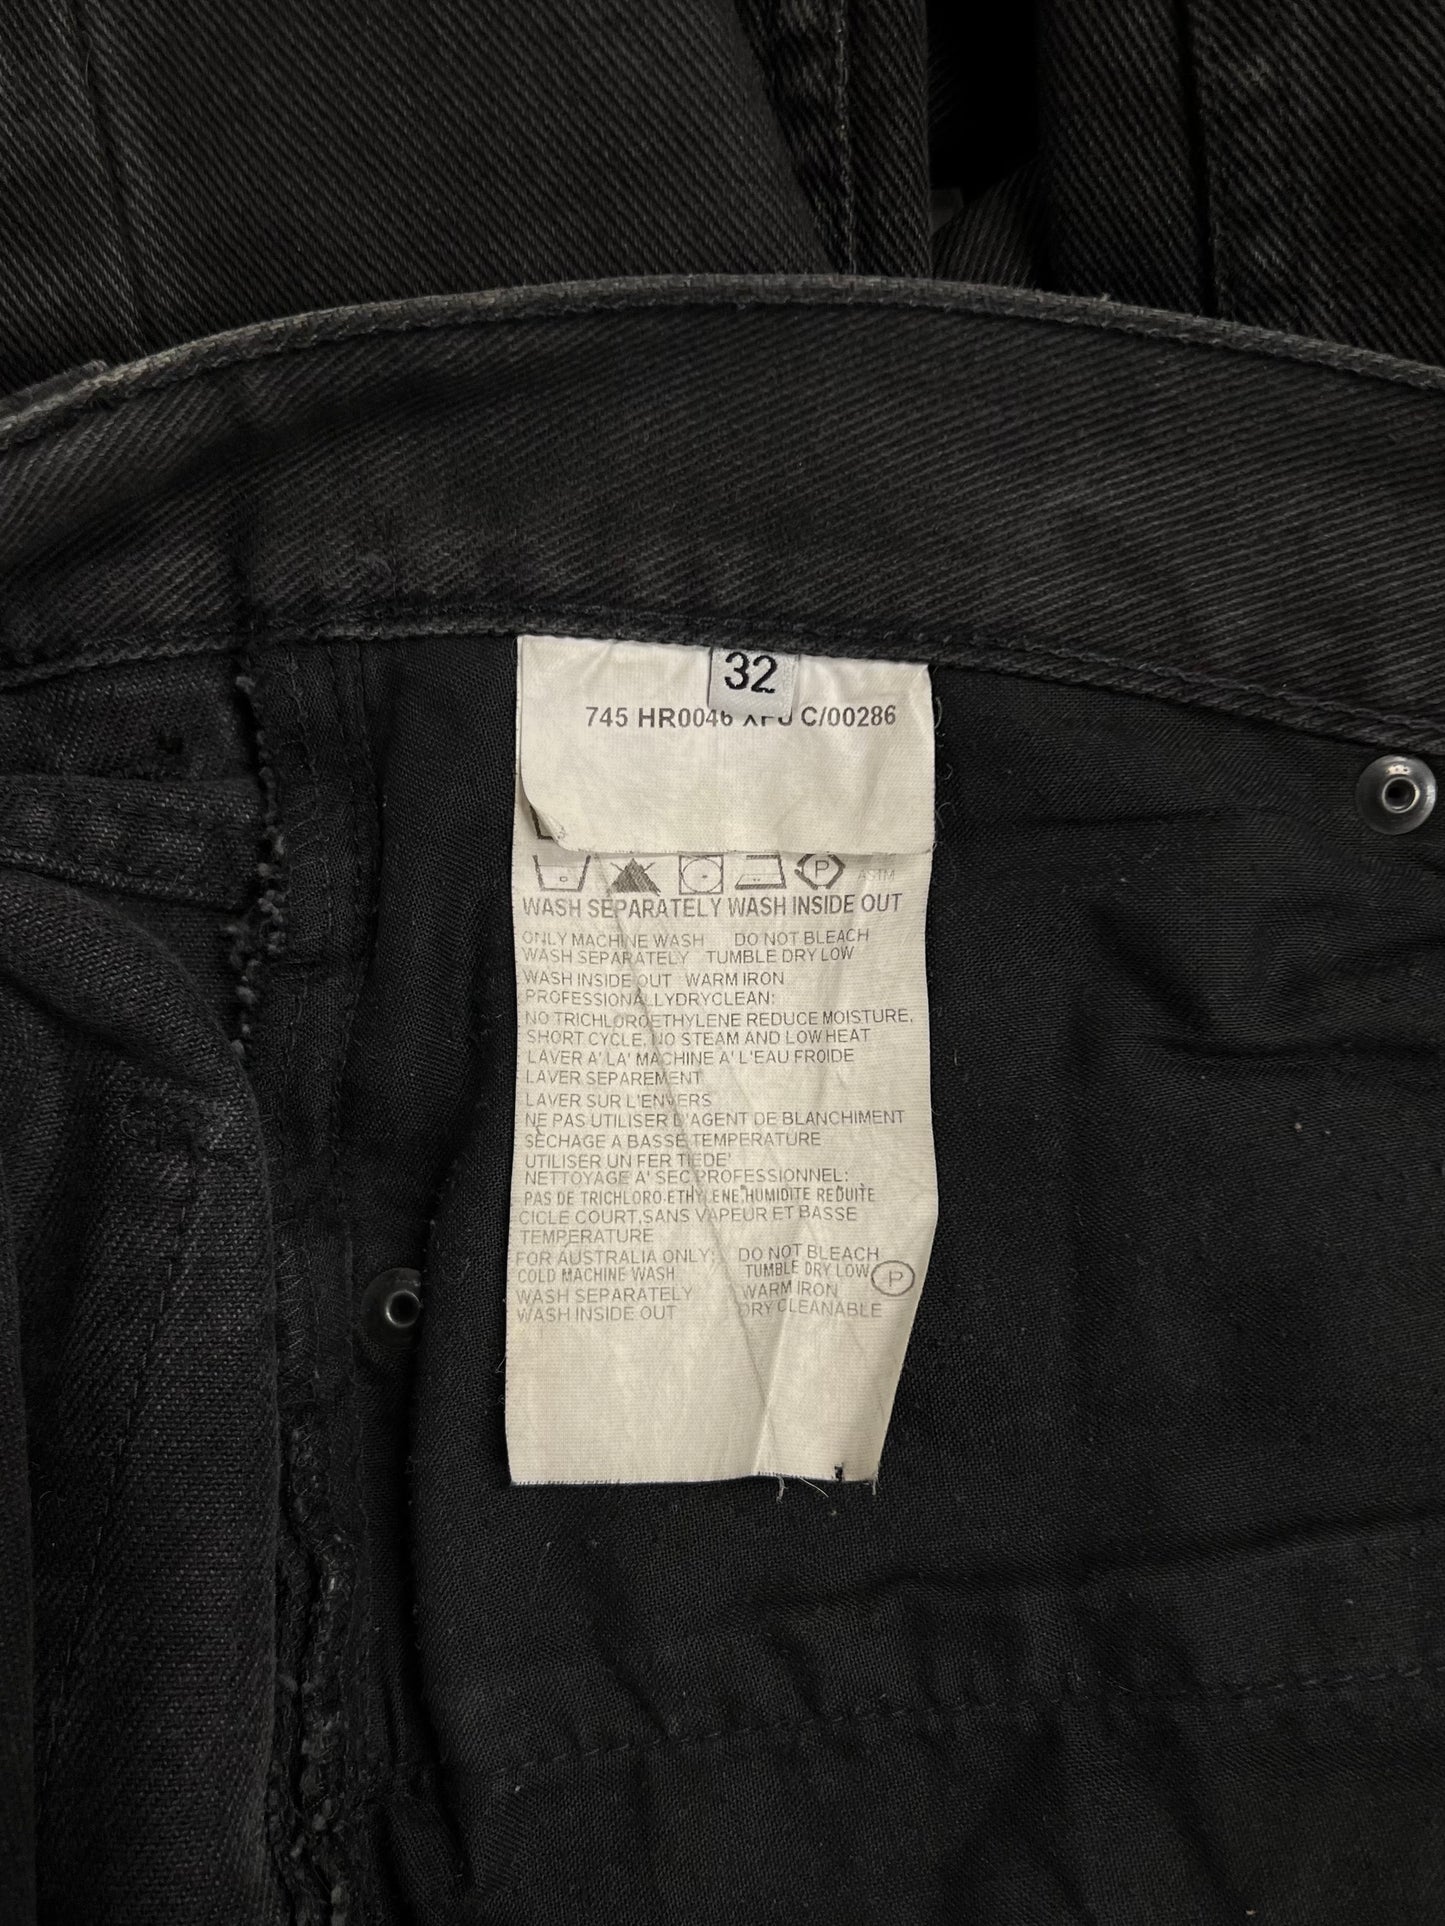 32
745 HR0046 C/00286
P ASTM
WASH SEPARATELY WASH INSIDE OUT
ONLY MACHINE WASH DO NOT BLEACH
WASH SEPARATELY TUMBLE DRY LOW
WASH INSIDE OUT WARM IRON
PROFESSIONALLYDRYCLEAN:
NO TRICHLOROETHYLENE REDUCE MOISTURE,
SHORT CYCLE, NO STEAM AND LOW HEAT
LAVER A' LA' MACHINE A' L'EAU FROIDE
LAVER SEPAREMENT
LAVER SUR L'ENVERS
NE PAS UTILISER D'AGENT DE BLANCHIMENT
SECHAGE A BASSE TEMPERATURE
UTILISER UN FER TIEDE'
NETTOYAGE A' SEC PROFESSIONNEL:
PAS DE TRICHLORO-ETHYLENE,HUMIDITE REDUITE
CICLE COURT,SANS VAPEUR ET BASSE
TEMPERATURE
FOR AUSTRALIA ONLY: DO NOT BLEACH
COLD MACHINE WASH TUMBLE DRY LOW P
WASH SEPARATELY WARM IRON
WASH INSIDE OUT DRY CLEANABLE